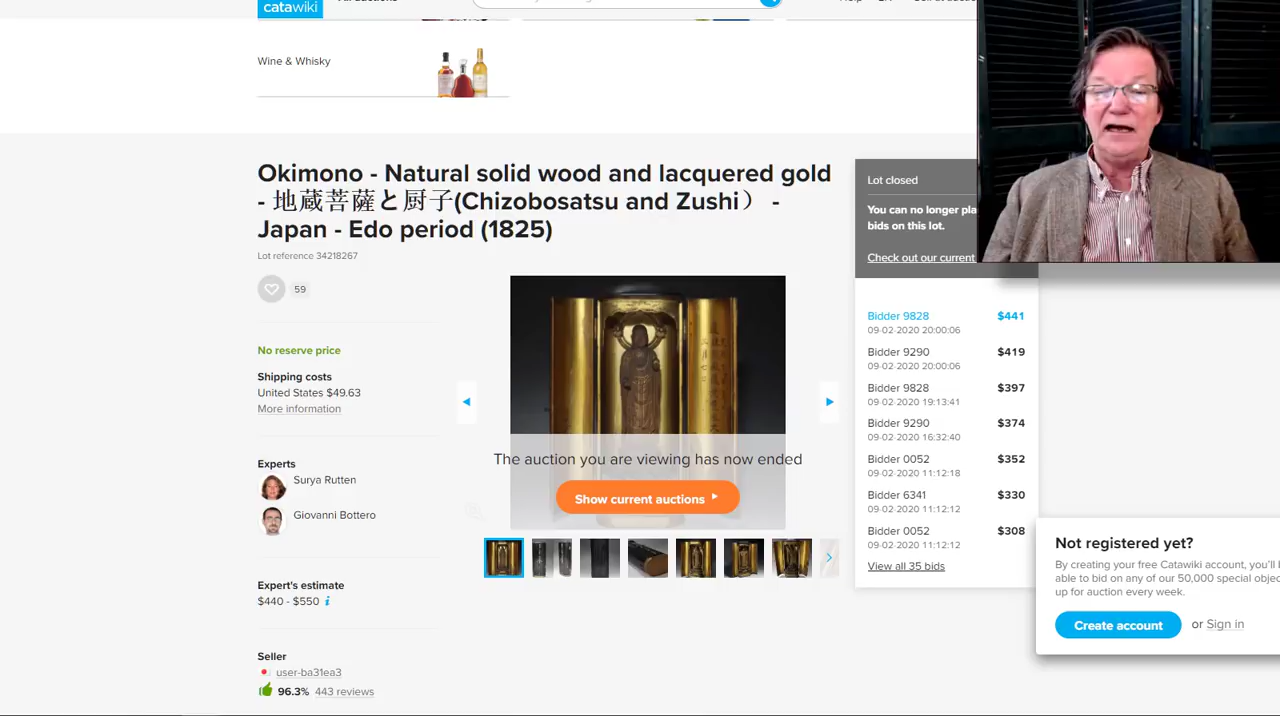 catawiki
Wine & Whisky
Okimono - Natural solid wood and lacquered gold
- 地蔵菩薩と厨子(Chizobosatsu and Zushi） -
Japan - Edo period (1825)
Lot reference 34218267
59
No reserve price
Shipping costs
United States $49.63
More information
Experts
Surya Rutten
Giovanni Bottero
Expert's estimate
$440 - $550 i
Seller
user-ba31ea3
96.3% 443 reviews
The auction you are viewing has now ended
Show current auctions
Lot closed
You can no longer pla
bids on this lot.
Check out our current
Bidder 9828 $441
09-02-2020 20:00:06
Bidder 9290 $419
09-02-2020 20:00:06
Bidder 9828 $397
09-02-2020 19:13:41
Bidder 9290 $374
09-02-2020 16:32:40
Bidder 0052 $352
09-02-2020 11:12:18
Bidder 6341 $330
09-02-2020 11:12:12
Bidder 0052 $308
09-02-2020 11:12:12
View all 35 bids
Not registered yet?
By creating your free Catawiki account, you'll
able to bid on any of our 50,000 special obje
up for auction every week.
Create account or Sign in